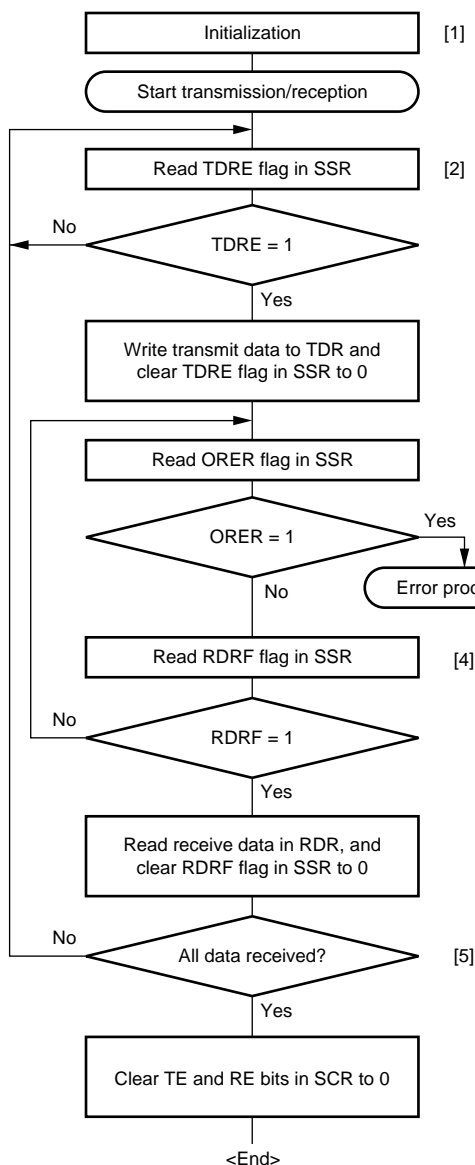 Initialization
[1]
Start transmission/reception
Read TDRE flag in SSR
[2]
No
TDRE = 1
Yes
Write transmit data to TDR and
clear TDRE flag in SSR to 0
Read ORER flag in SSR
ORER = 1
Yes
No
Error
Read RDRF flag in SSR
[4]
No
RDRF = 1
Yes
Read receive data in RDR, and
clear RDRF flag in SSR to 0
No
All data received?
[5]
Yes
Clear TE and RE bits in SCR to 0
<End>